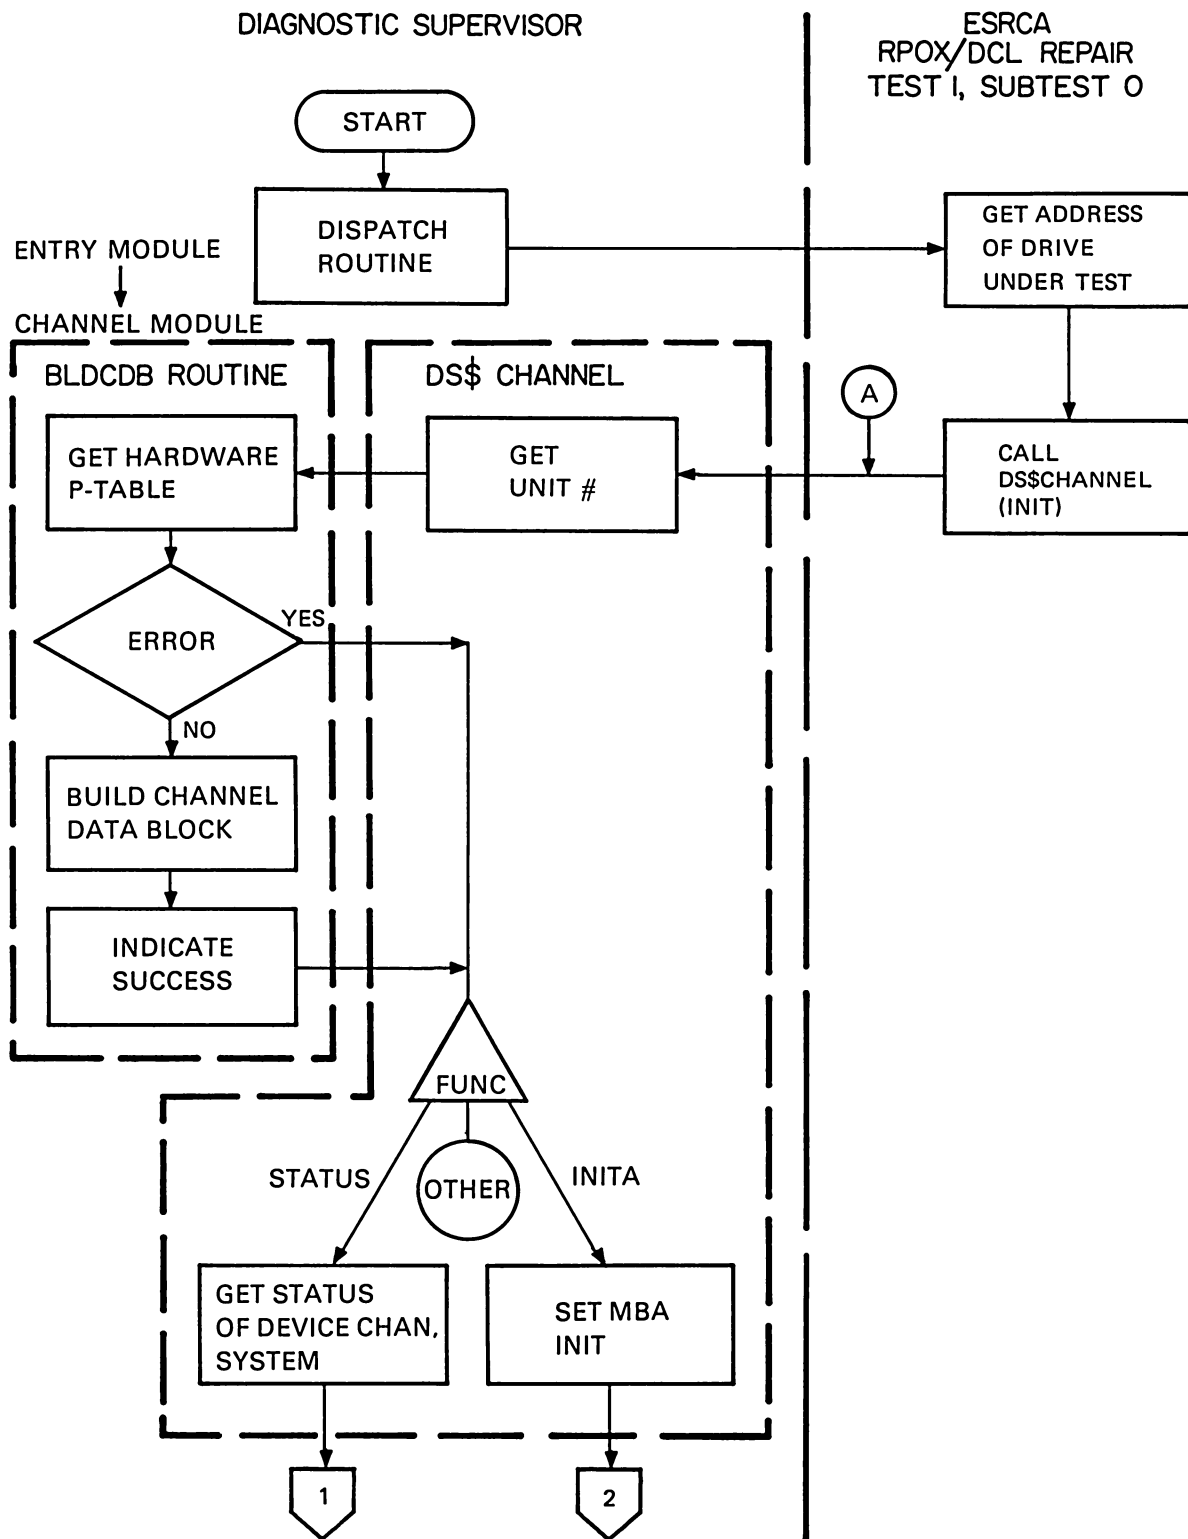 DIAGNOSTIC SUPERVISOR
ESRCA
RPOX/DCL REPAIR
TEST 1, SUBTEST 0
START
DISPATCH
ROUTINE
GET ADDRESS
OF DRIVE
UNDER TEST
ENTRY MODULE
CHANNEL MODULE
BLDCDB ROUTINE
DS$ CHANNEL
A
GET HARDWARE
P-TABLE
GET
UNIT #
CALL
DS$CHANNEL
(INIT)
ERROR
YES
NO
BUILD CHANNEL
DATA BLOCK
INDICATE
SUCCESS
FUNC
STATUS
OTHER
INITA
GET STATUS
OF DEVICE CHAN,
SYSTEM
SET MBA
INIT
1
2